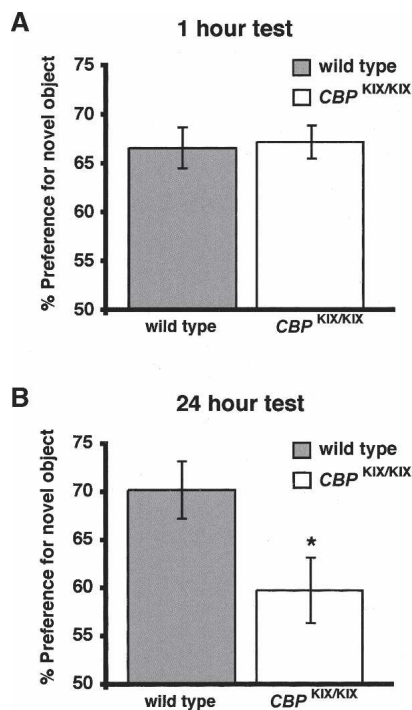 A
1 hour test
% Preference for novel object
75
70
65
60
55
50
wild type
CBP KIX/KIX
wild type
CBP KIX/KIX
B
24 hour test
% Preference for novel object
75
70
65
60
55
50
wild type
CBP KIX/KIX
*
wild type
CBP KIX/KIX